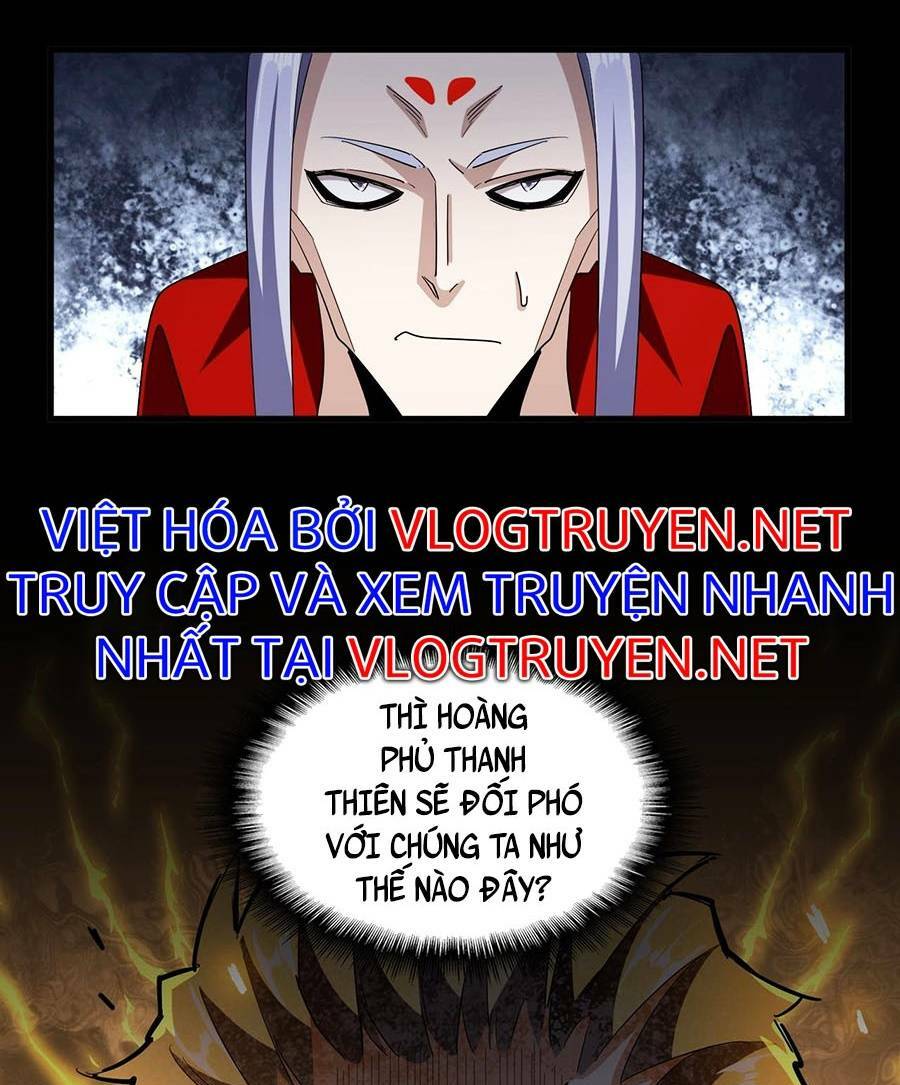 VIỆT HÓA BỞI VLOGTRUYEN.NET
TRUY CẬP VÀ XEM TRUYỆN NHANH
NHẤT TẠI VLOGTRUYEN.NET
THÌ HOÀNG
PHỦ THANH
THIÊN SẼ ĐỐI PHÓ
VỚI CHÚNG TA NHƯ
THẾ NÀO ĐÂY?